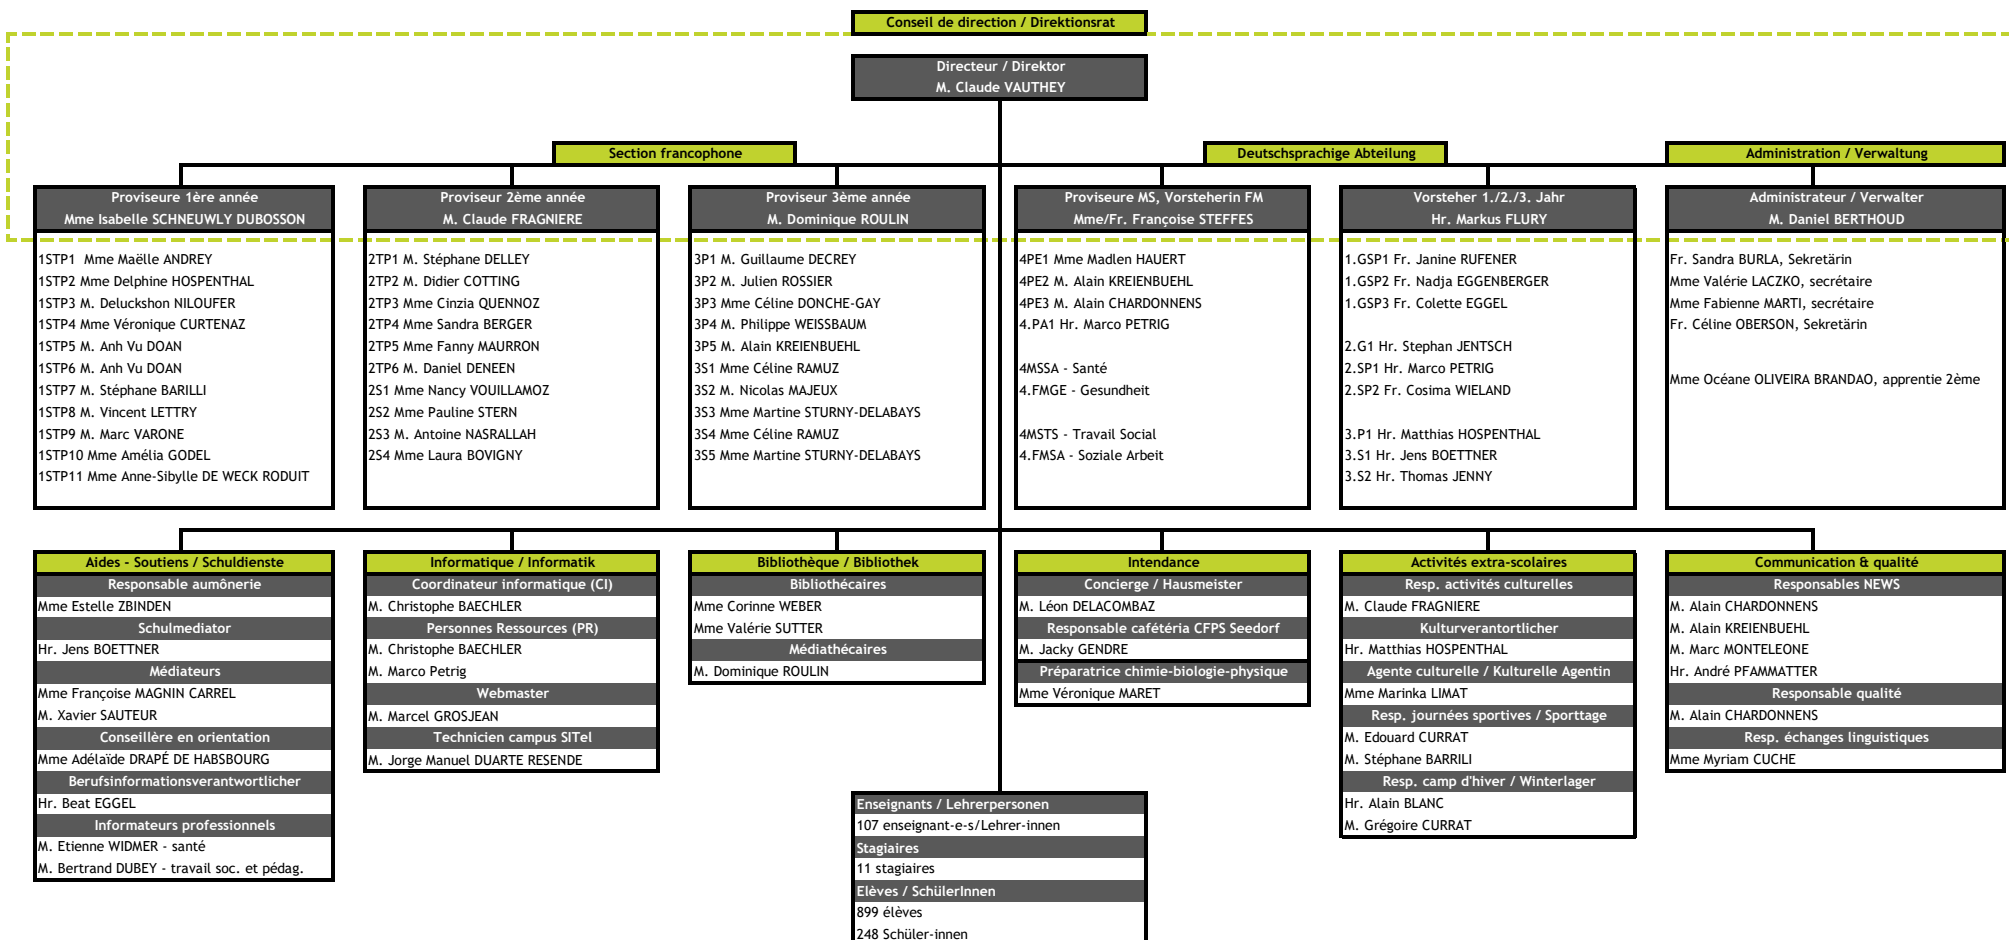 Conseil de direction / Direktionsrat
Directeur / Direktor
M. Claude VAUTHEY
Section francophone
Deutschsprachige Abteilung
Administration / Verwaltung
Proviseure 1ère année
Mme Isabelle SCHNEUWLY DUBOSSON
1STP1  Mme Maëlle ANDREY
1STP2 Mme Delphine HOSPENTHAL
1STP3 M. Deluckshon NILOUFER
1STP4 Mme Véronique CURTENAZ
1STP5 M. Anh Vu DOAN
1STP6 M. Anh Vu DOAN
1STP7 M. Stéphane BARILLI
1STP8 M. Vincent LETTRY
1STP9 M. Marc VARONE
1STP10 Mme Amélia GODEL
1STP11 Mme Anne-Sibylle DE WECK RODUIT
Proviseur 2ème année
M. Claude FRAGNIERE
2TP1 M. Stéphane DELLEY
2TP2 M. Didier COTTING
2TP3 Mme Cinzia QUENNOZ
2TP4 Mme Sandra BERGER
2TP5 Mme Fanny MAURRON
2TP6 M. Daniel DENEEN
2S1 Mme Nancy VOUILLAMOZ
2S2 Mme Pauline STERN
2S3 M. Antoine NASRALLAH
2S4 Mme Laura BOVIGNY
Proviseur 3ème année
M. Dominique ROULIN
3P1 M. Guillaume DECREY
3P2 M. Julien ROSSIER
3P3 Mme Céline DONCHE-GAY
3P4 M. Philippe WEISSBAUM
3P5 M. Alain KREIENBUEHL
3S1 Mme Céline RAMUZ
3S2 M. Nicolas MAJEUX
3S3 Mme Martine STURNY-DELABAYS
3S4 Mme Céline RAMUZ
3S5 Mme Martine STURNY-DELABAYS
Proviseure MS, Vorsteherin FM
Mme/Fr. Françoise STEFFES
4PE1 Mme Madlen HAUERT
4PE2 M. Alain KREIENBUEHL
4PE3 M. Alain CHARDONNENS
4.PA1 Hr. Marco PETRIG
4MSSA - Santé
4.FMGE - Gesundheit
4MSTS - Travail Social
4.FMSA - Soziale Arbeit
Vorsteher 1./2./3. Jahr
Hr. Markus FLURY
1.GSP1 Fr. Janine RUFENER
1.GSP2 Fr. Nadja EGGENBERGER
1.GSP3 Fr. Colette EGGEL
2.G1 Hr. Stephan JENTSCH
2.SP1 Hr. Marco PETRIG
2.SP2 Fr. Cosima WIELAND
3.P1 Hr. Matthias HOSPENTHAL
3.S1 Hr. Jens BOETTNER
3.S2 Hr. Thomas JENNY
Administrateur / Verwalter
M. Daniel BERTHOUD
Fr. Sandra BURLA, Sekretärin
Mme Valérie LACZKO, secrétaire
Mme Fabienne MARTI, secrétaire
Fr. Céline OBERSON, Sekretärin
Mme Océane OLIVEIRA BRANDAO, apprentie 2ème
Aides - Soutiens / Schuldienste
Responsable aumônerie
Mme Estelle ZBINDEN
Schulmediator
Hr. Jens BOETTNER
Médiateurs
Mme Françoise MAGNIN CARREL
M. Xavier SAUTEUR
Conseillère en orientation
Mme Adélaïde DRAPÉ DE HABSBOURG
Berufsinformationsverantwortlicher
Hr. Beat EGGEL
Informateurs professionnels
M. Etienne WIDMER - santé
M. Bertrand DUBEY - travail soc. et pédag.
Informatique / Informatik
Coordinateur informatique (CI)
M. Christophe BAECHLER
Personnes Ressources (PR)
M. Christophe BAECHLER
M. Marco Petrig
Webmaster
M. Marcel GROSJEAN
Technicien campus SITel
M. Jorge Manuel DUARTE RESENDE
Bibliothèque / Bibliothek
Bibliothécaires
Mme Corinne WEBER
Mme Valérie SUTTER
Médiathécaires
M. Dominique ROULIN
Intendance
Concierge / Hausmeister
M. Léon DELACOMBAZ
Responsable cafétéria CFPS Seedorf
M. Jacky GENDRE
Préparatrice chimie-biologie-physique
Mme Véronique MARET
Activités extra-scolaires
Resp. activités culturelles
M. Claude FRAGNIERE
Kulturverantortlicher
Hr. Matthias HOSPENTHAL
Agente culturelle / Kulturelle Agentin
Mme Marinka LIMAT
Resp. journées sportives / Sporttage
M. Edouard CURRAT
M. Stéphane BARRILI
Resp. camp d'hiver / Winterlager
Hr. Alain BLANC
M. Grégoire CURRAT
Communication & qualité
Responsables NEWS
M. Alain CHARDONNENS
M. Alain KREIENBUEHL
M. Marc MONTELEONE
Hr. André PFAMMATTER
Responsable qualité
M. Alain CHARDONNENS
Resp. échanges linguistiques
Mme Myriam CUCHE
Enseignants / Lehrerpersonen
107 enseignant-e-s/Lehrer-innen
Stagiaires
11 stagiaires
Elèves / SchülerInnen
899 élèves
248 Schüler-innen